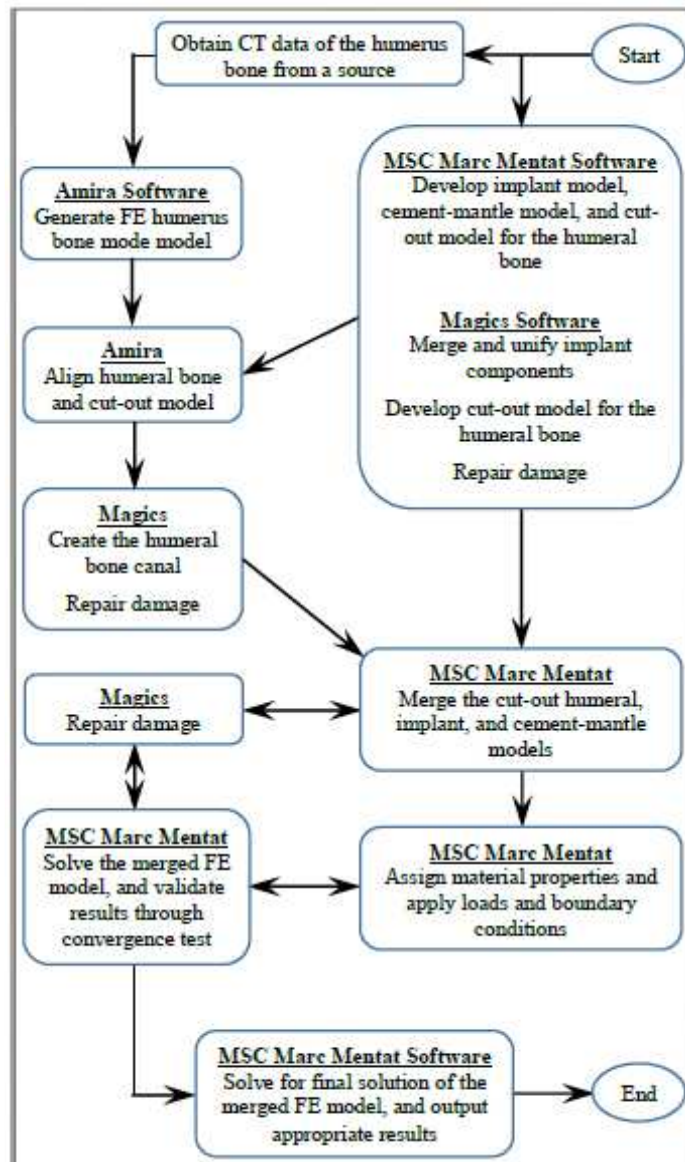 Obtain CT data of the humerus
bone from a source
Start
MSC Marc Mentat Software
Develop implant model,
cement-mantle model, and cut-
out model for the humeral
bone
Magics Software
Merge and unify implant
components
Develop cut-out model for the
humeral bone
Repair damage
Amira Software
Generate FE humerus
bone mode model
Amira
Align humeral bone
and cut-out model
Magics
Create the humeral
bone canal
Repair damage
MSC Marc Mentat
Merge the cut-out humeral,
implant, and cement-mantle
models
Magics
Repair damage
MSC Marc Mentat
Solve the merged FE
model, and validate
results through
convergence test
MSC Marc Mentat
Assign material properties and
apply loads and boundary
conditions
MSC Marc Mentat Software
Solve for final solution of the
merged FE model, and output
appropriate results
End